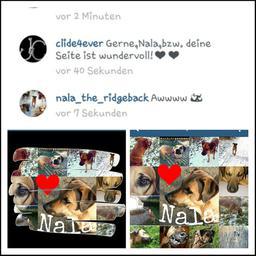 vor 2 Minuten
clide4ever Gerne,Nala,bzw. deine
Seite ist wundervoll!❤❤
vor 40 Sekunden
nala_the_ridgeback Awwww
vor 7 Sekunden
Nala
Nala